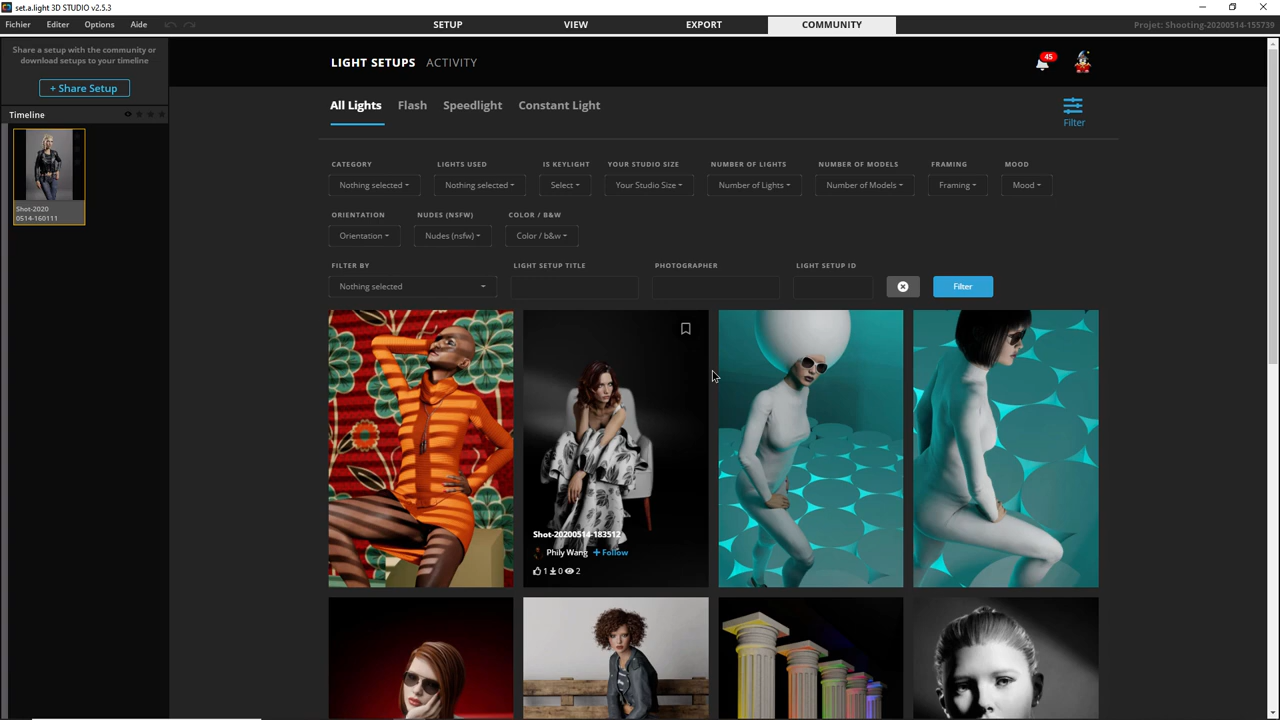 set.a.light 3D STUDIO v2.5.3
Fichier Editer Options Aide SETUP VIEW EXPORT COMMUNITY Projet: Shooting-20200514-155739
Share a setup with the community or
download setups to your timeline
+ Share Setup
Timeline
Shot-2020
0514-160111
LIGHT SETUPS ACTIVITY 45
All Lights Flash Speedlight Constant Light
Filter
CATEGORY LIGHTS USED IS KEYLIGHT YOUR STUDIO SIZE NUMBER OF LIGHTS NUMBER OF MODELS FRAMING MOOD
Nothing selected Nothing selected Select Your Studio Size Number of Lights Number of Models Framing Mood
ORIENTATION NUDES (NSFW) COLOR / B&W
Orientation Nudes (nsfw) Color / b&w
FILTER BY LIGHT SETUP TITLE PHOTOGRAPHER LIGHT SETUP ID
Nothing selected Filter
Shot-20200514-183512
Phily Wang + Follow
1 0 2